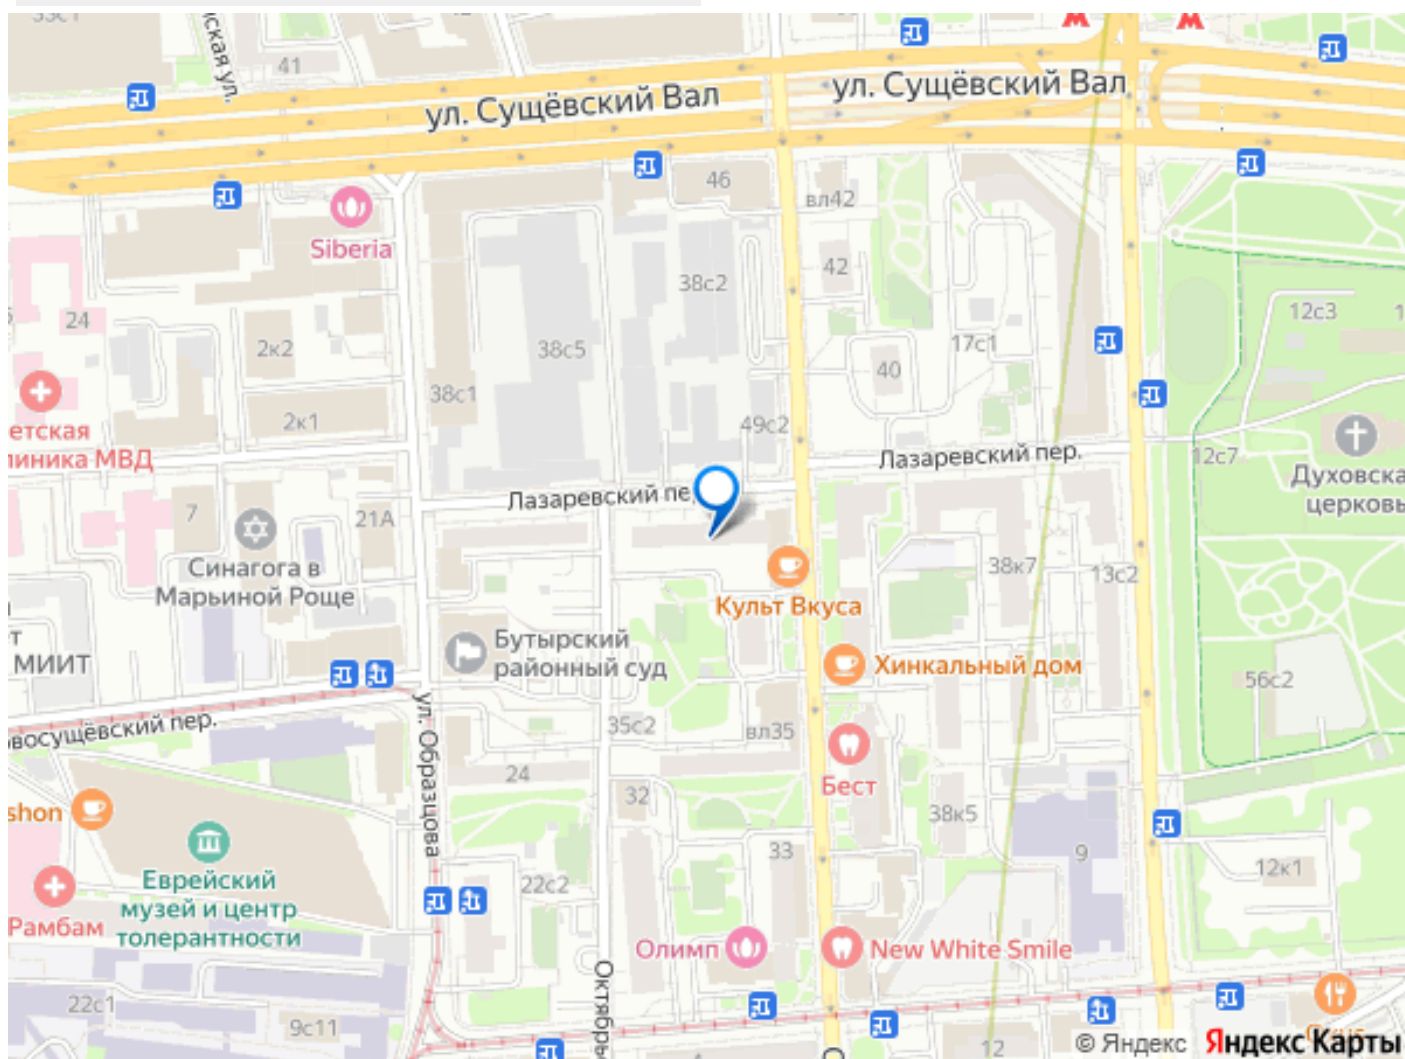 41
ул. Сущёвский Вал
ул. Сущёвский Вал
46
вл42
Siberia
42
38с2
24
12с3
2к2
38с5
17с1
40
38с1
2к1
49с2
етская
линика МВД
Лазаревский пер.
12с7
Духовска
церковь
Лазаревский пе
7
21А
Синагога в
Марьиной Роще
38к7
13с2
Культ Вкуса
Бутырский
районный суд
МИИТ
Хинкальный дом
56с2
овосущёвский пер.
ул. Образцова
35с2
вл35
24
Бест
32
38к5
shon
33
9
Еврейский
музей и центр
толерантности
22с2
12к1
Рамбам
Олимп
New White Smile
Октябрь
22с1
9с11
12
© Яндекс Яндекс Карты